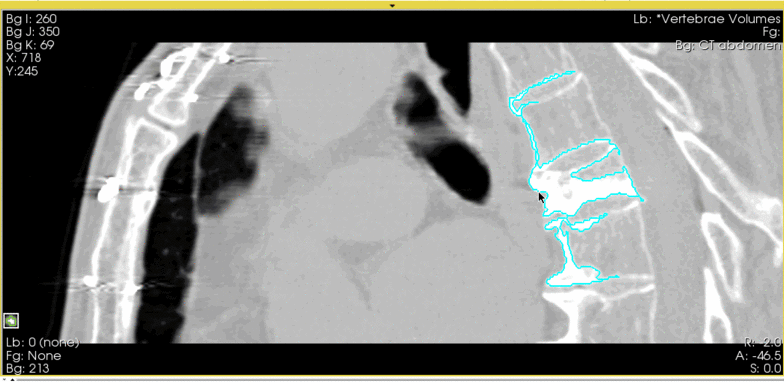 Bg I: 260
Bg J: 350
Bg K: 69
X: 718
Y:245
Lb: *Vertebrae Volumes
Fg:
Bg: CT abdomen
Lb: 0 (none)
Fg: None
Bg: 213
R: -2.0
A: -46.5
S: 0.0